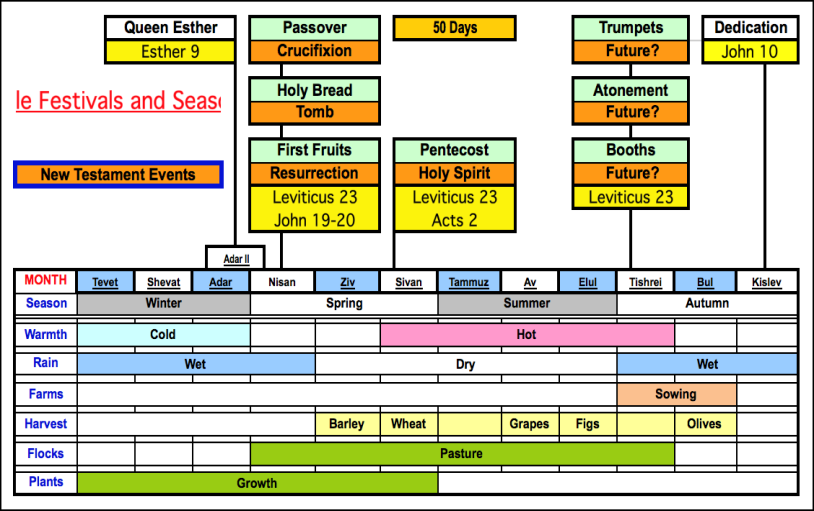 Queen Esther
Esther 9
Passover
Crucifixion
50 Days
Trumpets
Future?
Dedication
John 10
le Festivals and Seaso
Holy Bread
Tomb
Atonement
Future?
New Testament Events
First Fruits
Resurrection
Leviticus 23
John 19-20
Pentecost
Holy Spirit
Leviticus 23
Acts 2
Booths
Future?
Leviticus 23
Adar II
MONTH Tevet Shevat Adar Nisan Ziv Sivan Tammuz Av Elul Tishrei Bul Kislev
Season Winter Spring Summer Autumn
Warmth Cold Hot
Rain Wet Dry Wet
Farms Sowing
Harvest Barley Wheat Grapes Figs Olives
Flocks Pasture
Plants Growth